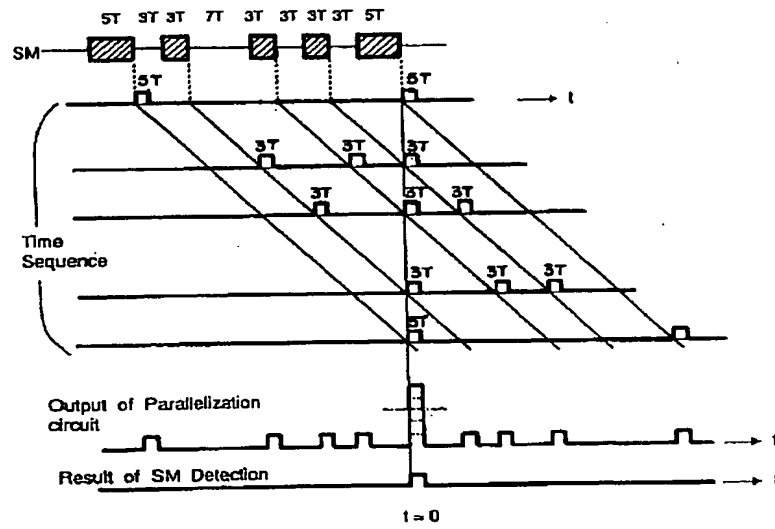 5T 3T 3T 7T 3T 3T 3T 5T
SM
5T 5T
t
3T 3T 3T
3T 3T 3T
Time
Sequence
3T 3T 3T
5T
Output of Parallelization
circuit
t
Result of SM Detection
t = 0